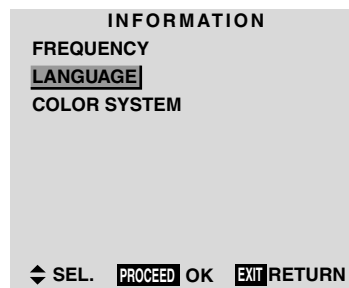 INFORMATION
FREQUENCY
LANGUAGE
COLOR SYSTEM
SEL. PROCEED OK EXIT RETURN